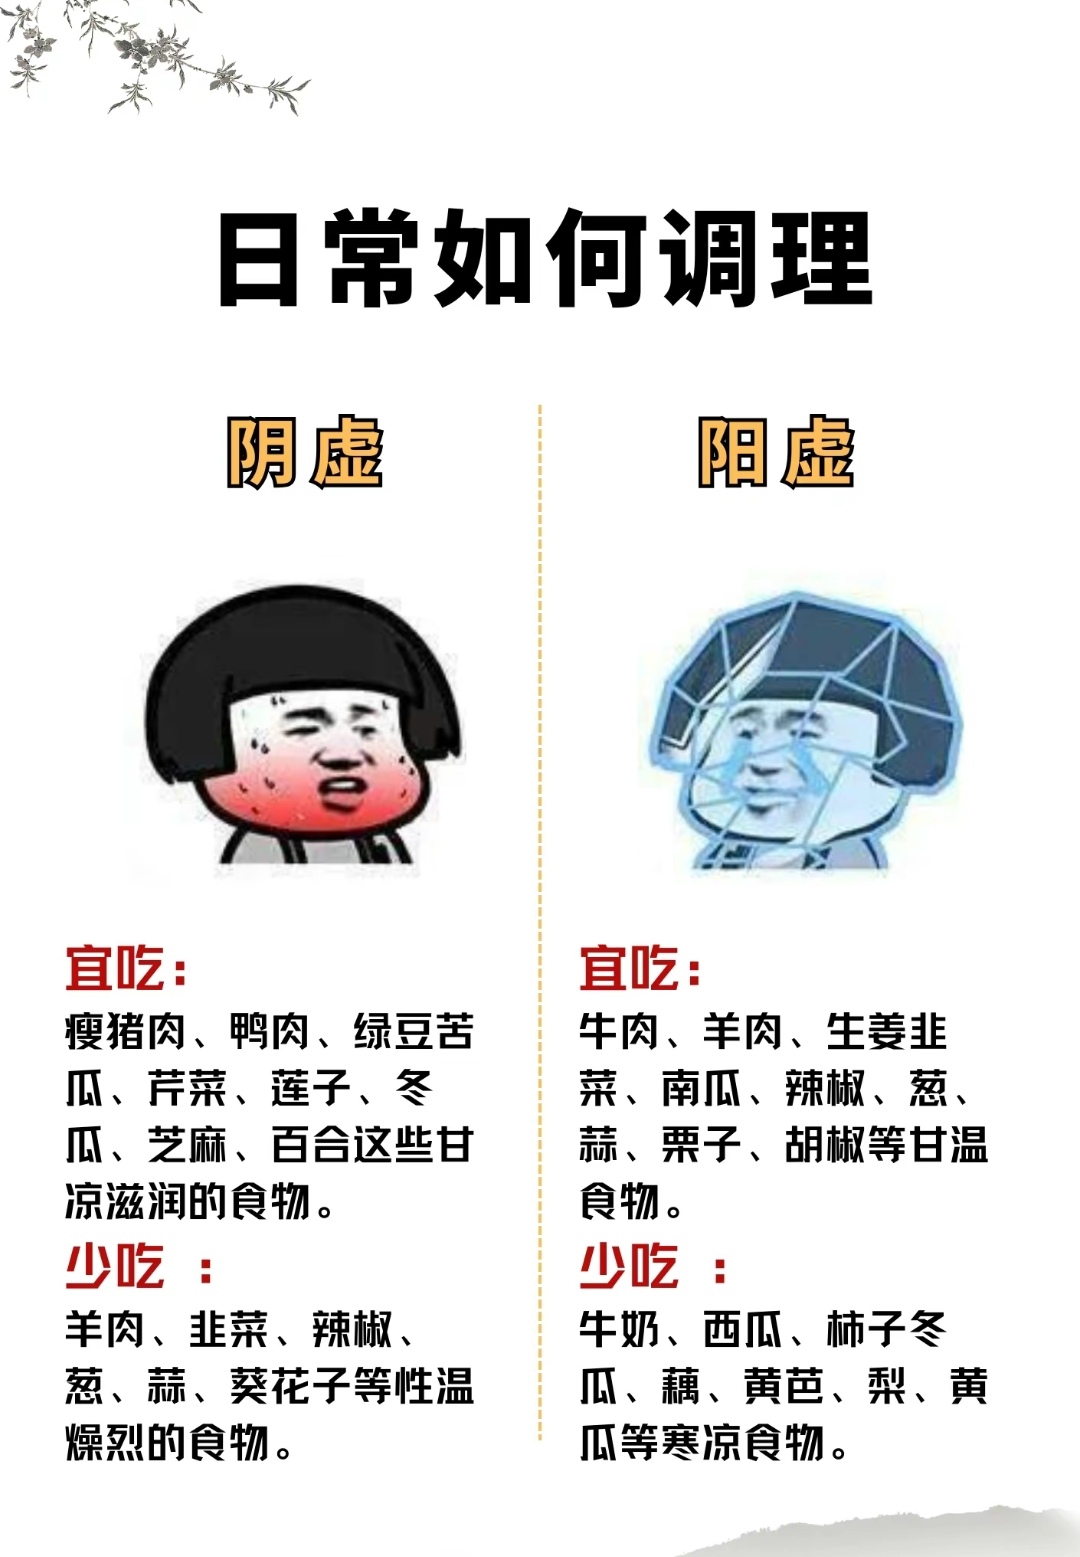 日常如何调理
阴虚
宜吃：
瘦猪肉、鸭肉、绿豆苦
瓜、芹菜、莲子、冬
瓜、芝麻、百合这些甘
凉滋润的食物。
少吃 ：
羊肉、韭菜、辣椒、
葱、蒜、葵花子等性温
燥烈的食物。
阳虚
宜吃：
牛肉、羊肉、生姜韭
菜、南瓜、辣椒、葱、
蒜、栗子、胡椒等甘温
食物。
少吃 ：
牛奶、西瓜、柿子冬
瓜、藕、黄芭、梨、黄
瓜等寒凉食物。